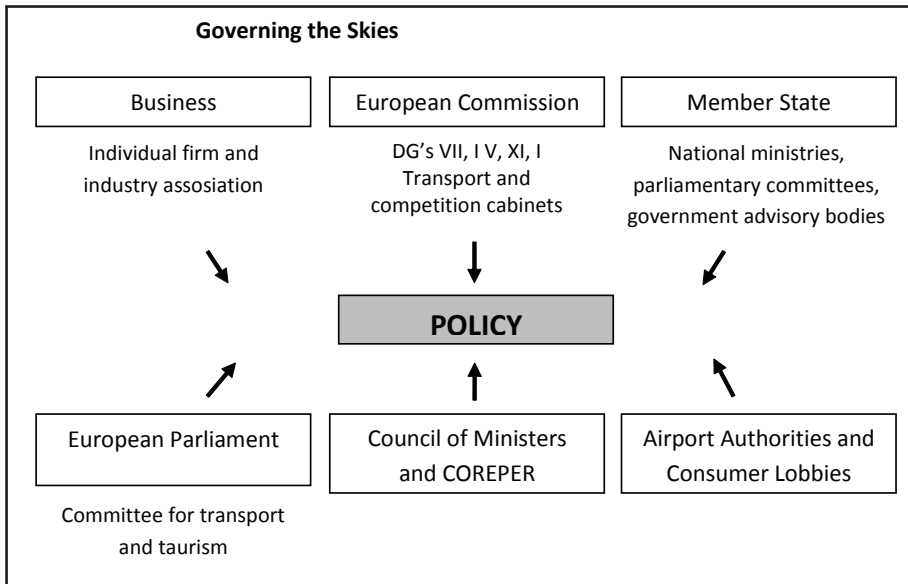 Governing the Skies
Business
European Commission
Member State
Individual firm and
industry assosiation
DG's VII, I V, XI, I
Transport and
competition cabinets
National ministries,
parliamentary committees,
government advisory bodies
POLICY
European Parliament
Council of Ministers
and COREPER
Airport Authorities and
Consumer Lobbies
Committee for transport
and taurism